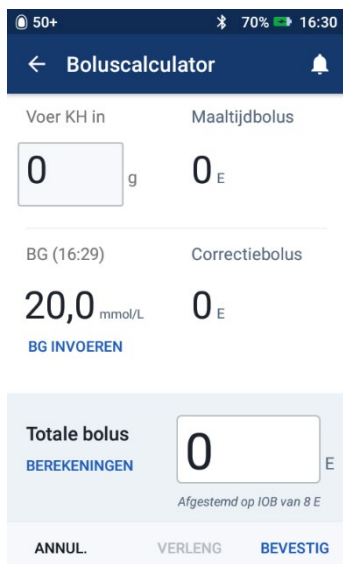 50+ 70% 16:30
Boluscalculator
Voer KH in Maaltijdbolus
0 g 0 E
BG (16:29) Correctiebolus
20,0 mmol/L 0 E
BG INVOEREN
Totale bolus
BEREKENINGEN
0 E
Afgestemd op IOB van 8 E
ANNUL. VERLENG BEVESTIG